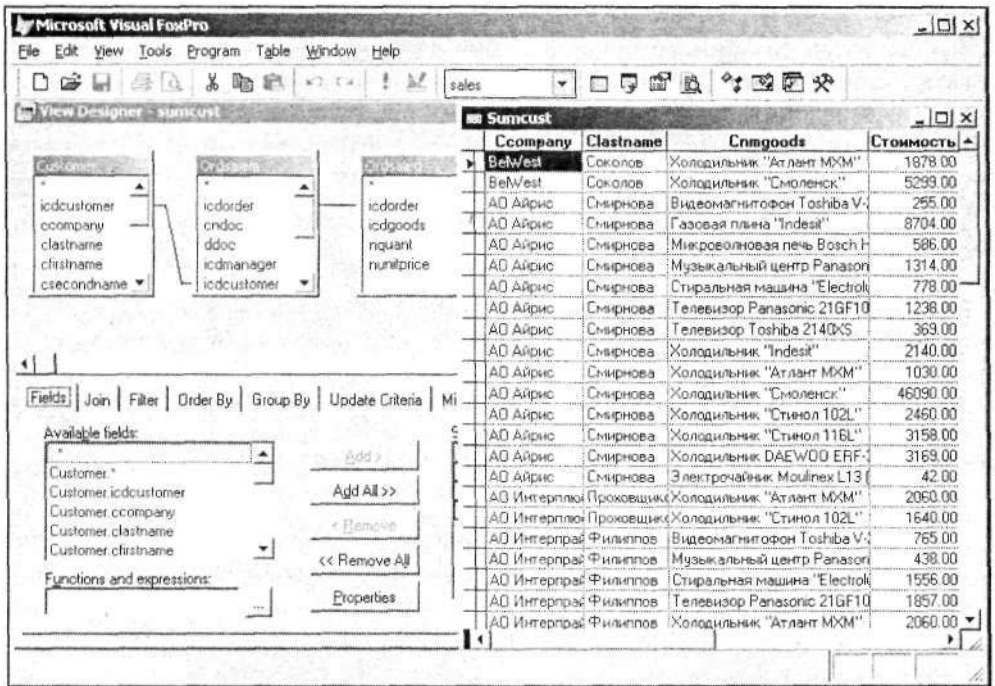 Microsoft Visual FoxPro
File Edit View Tools Program Table Window Help
sales
View Designer - sumcust
Customer
*
icdcustomer
ccompany
clastname
cfirstname
csecondname
*
icdorder
cndoc
ddoc
icdmanager
icdcustomer
*
icdorder
icdgoods
nquant
nunitprice
Fields Join Filter Order By Group By Update Criteria Mi
Available fields:
*
Customer.*
Customer.icdcustomer
Customer.ccompany
Customer.clastname
Customer.cfirstname
Functions and expressions:
...
Add >
Add All >>
< Remove
<< Remove All
Properties
Sumcust
Ccompany Clastname Cnmgoods Стоимость
BelWest Соколов Холодильник "Атлант МХМ" 1878.00
BelWest Соколов Холодильник "Смоленск" 5299.00
АО Айрис Смирнова Видеомагнитофон Toshiba V- 255.00
АО Айрис Смирнова Газовая плина "Indesit" 8704.00
АО Айрис Смирнова Микроволновая печь Bosch H 586.00
АО Айрис Смирнова Музыкальный центр Panason 1314.00
АО Айрис Смирнова Стиральная машина "Electrolu 778.00
АО Айрис Смирнова Телевизор Panasonic 21GF10 1238.00
АО Айрис Смирнова Телевизор Toshiba 2140XS 369.00
АО Айрис Смирнова Холодильник "Indesit" 2140.00
АО Айрис Смирнова Холодильник "Атлант МХМ" 1030.00
АО Айрис Смирнова Холодильник "Смоленск" 46090.00
АО Айрис Смирнова Холодильник "Стинол 102L" 2460.00
АО Айрис Смирнова Холодильник "Стинол 116L" 3158.00
АО Айрис Смирнова Холодильник DAEWOO ERF- 3169.00
АО Айрис Смирнова Электрочайник Moulinex L13 ( 42.00
АО Интерплю Проховщик Холодильник "Атлант МХМ" 2060.00
АО Интерплю Проховщик Холодильник "Стинол 102L" 1640.00
АО Интерпра Филиппов Видеомагнитофон Toshiba V- 765.00
АО Интерпра Филиппов Музыкальный центр Panason 438.00
АО Интерпра Филиппов Стиральная машина "Electrolu 1556.00
АО Интерпра Филиппов Телевизор Panasonic 21GF10 1857.00
АО Интерпра Филиппов Холодильник "Атлант МХМ" 2060.00